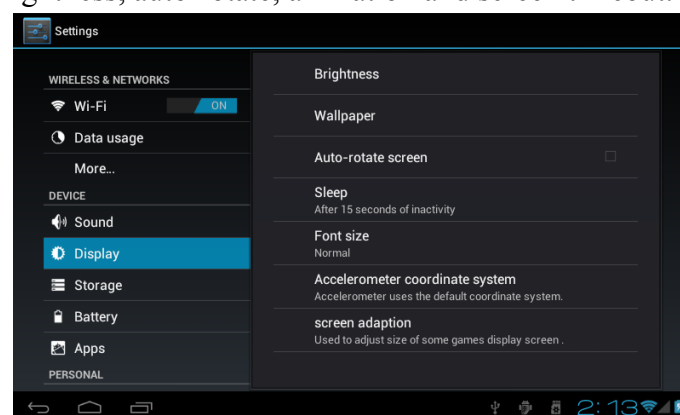 auto rotate,
Settings
WIRELESS & NETWORKS
Wi-Fi
ON
Data usage
More...
DEVICE
Sound
Display
Storage
Battery
Apps
PERSONAL
Brightness
Wallpaper
Auto-rotate screen
Sleep
After 15 seconds of inactivity
Font size
Normal
Accelerometer coordinate system
Accelerometer uses the default coordinate system.
screen adaption
Used to adjust size of some games display screen .
2:13